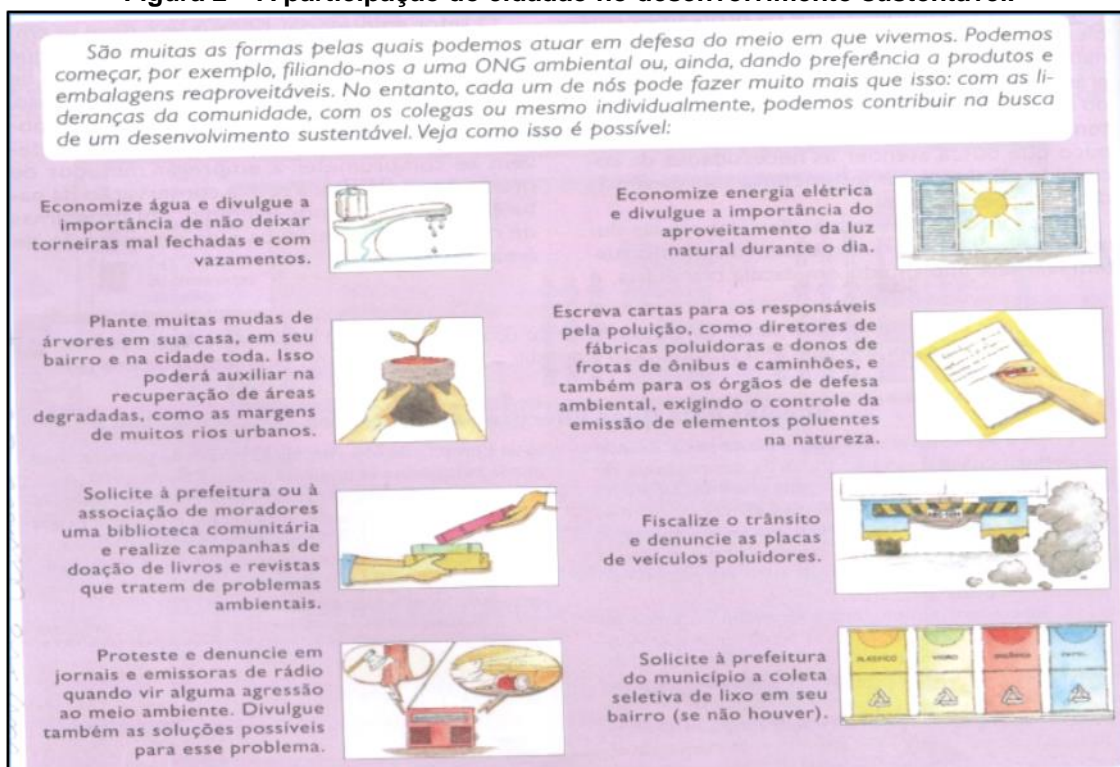 São muitas as formas pelas quais podemos atuar em defesa do meio em que vivemos. Podemos
começar, por exemplo, filiando-nos a uma ONG ambiental ou, ainda, dando preferência a produtos e
embalagens reaproveitáveis. No entanto, cada um de nós pode fazer muito mais que isso: com as li-
deranças da comunidade, com os colegas ou mesmo individualmente, podemos contribuir na busca
de um desenvolvimento sustentável. Veja como isso é possível:
Economize água e divulgue a
importância de não deixar
torneiras mal fechadas e com
vazamentos.
Economize energia elétrica
e divulgue a importância do
aproveitamento da luz
natural durante o dia.
Plante muitas mudas de
árvores em sua casa, em seu
bairro e na cidade toda. Isso
poderá auxiliar na
recuperação de áreas
degradadas, como as margens
de muitos rios urbanos.
Escreva cartas para os responsáveis
pela poluição, como diretores de
fábricas poluidoras e donos de
frotas de ônibus e caminhões, e
também para os órgãos de defesa
ambiental, exigindo o controle da
emissão de elementos poluentes
na natureza.
Solicite à prefeitura ou à
associação de moradores
uma biblioteca comunitária
e realize campanhas de
doação de livros e revistas
que tratem de problemas
ambientais.
Fiscalize o trânsito
e denuncie as placas
de veículos poluidores.
Proteste e denuncie em
jornais e emissoras de rádio
quando vir alguma agressão
ao meio ambiente. Divulgue
também as soluções possíveis
para esse problema.
Solicite à prefeitura
do município a coleta
seletiva de lixo em seu
bairro (se não houver).
PLÁSTICO
VIDRO
PAPEL